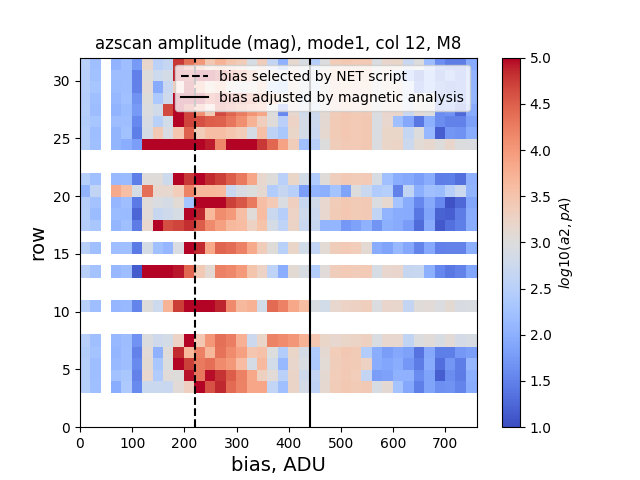 azscan amplitude (mag), mode1, col 12, M8
bias selected by NET script
bias adjusted by magnetic analysis
row
30
25
20
15
10
5
0
0 100 200 300 400 500 600 700
bias, ADU
5.0
4.5
4.0
3.5
3.0
2.5
2.0
1.5
1.0
log10(a2, pA)